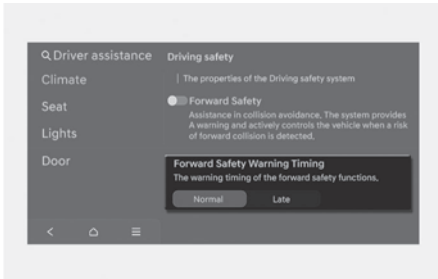 Driver assistance
Climate
Seat
Lights
Door
Driving safety
The properties of the Driving safety system
Forward Safety
Assistance in collision avoidance, The system provides
A warning and actively controls the vehicle when a risk
of forward collision is detected.
Forward Safety Warning Timing
The warning timing of the forward safety functions,
Normal
Late